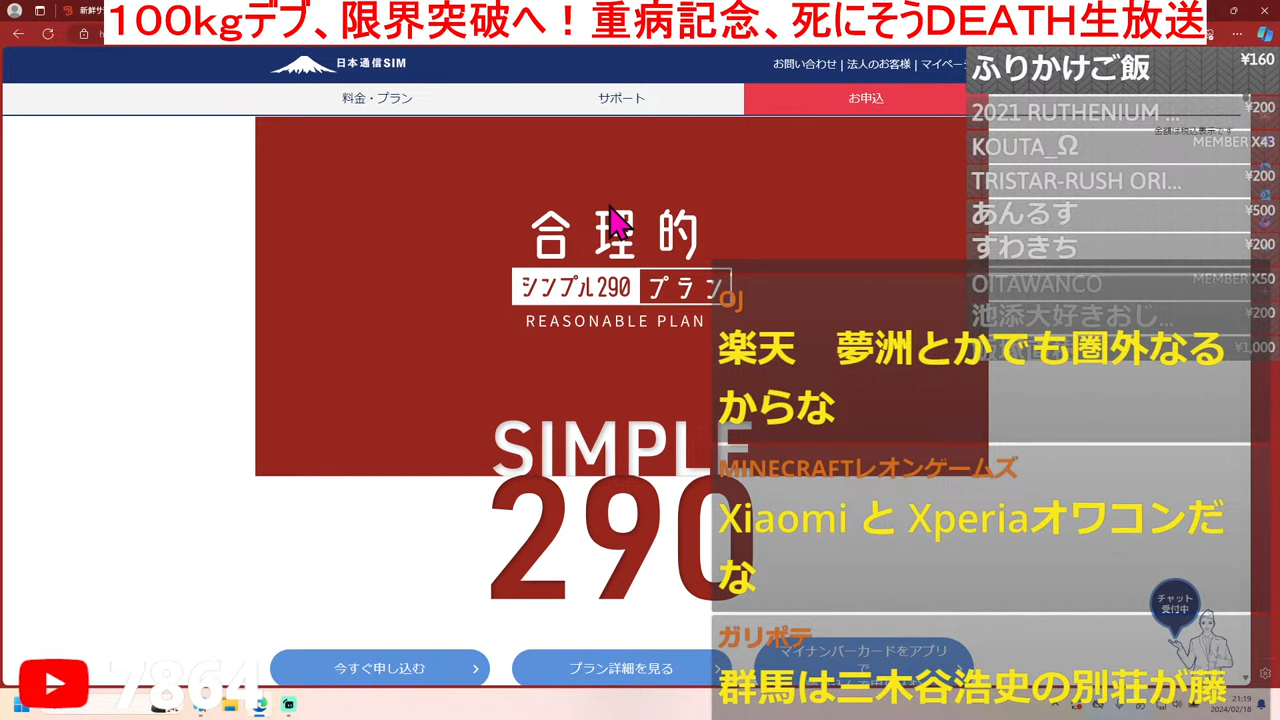 100kgデブ、限界突破へ！重病記念、死にそうDEATH生放送
日本通信SIM
お問い合わせ | 法人のお客様 | マイページ
料金・プラン
サポート
お申込
合理的
シンプル290 プラン
REASONABLE PLAN
SIMPLE
290
今すぐ申し込む
プラン詳細を見る
マイナンバーカードをアプリ
で
チャット
受付中
金額は税込表示です
ふりかけご飯 ¥160
2021 RUTHENIUM ... ¥200
KOUTA_Ω MEMBER X43
TRISTAR-RUSH ORI... ¥200
あんるす ¥500
すわきち ¥200
OITAWANCO MEMBER X50
池添大好きおじ... ¥200
¥1,000
OJ
楽天　夢洲とかでも圏外なる
からな
MINECRAFTレオンゲームズ
Xiaomi と Xperiaオワコンだ
な
ガリポテ
群馬は三木谷浩史の別荘が藤
7864
21:19
2024/02/18